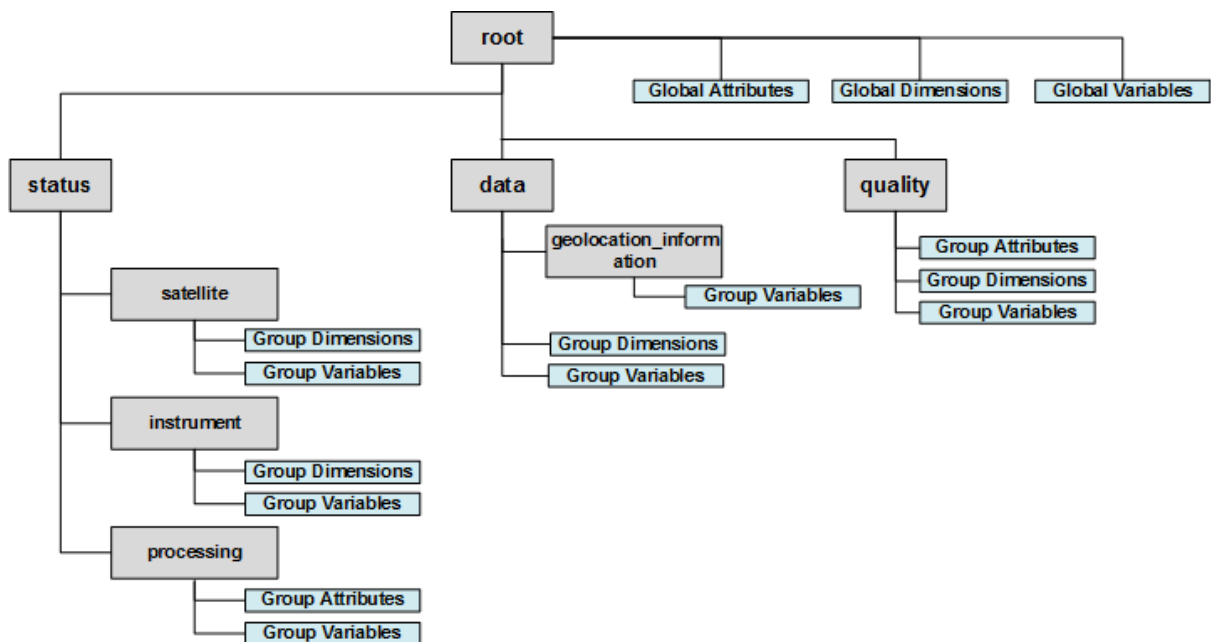 root
Global Attributes
Global Dimensions
Global Variables
status
data
quality
geolocation_inform
ation
Group Variables
Group Dimensions
Group Variables
Group Attributes
Group Dimensions
Group Variables
satellite
Group Dimensions
Group Variables
instrument
Group Dimensions
Group Variables
processing
Group Attributes
Group Variables